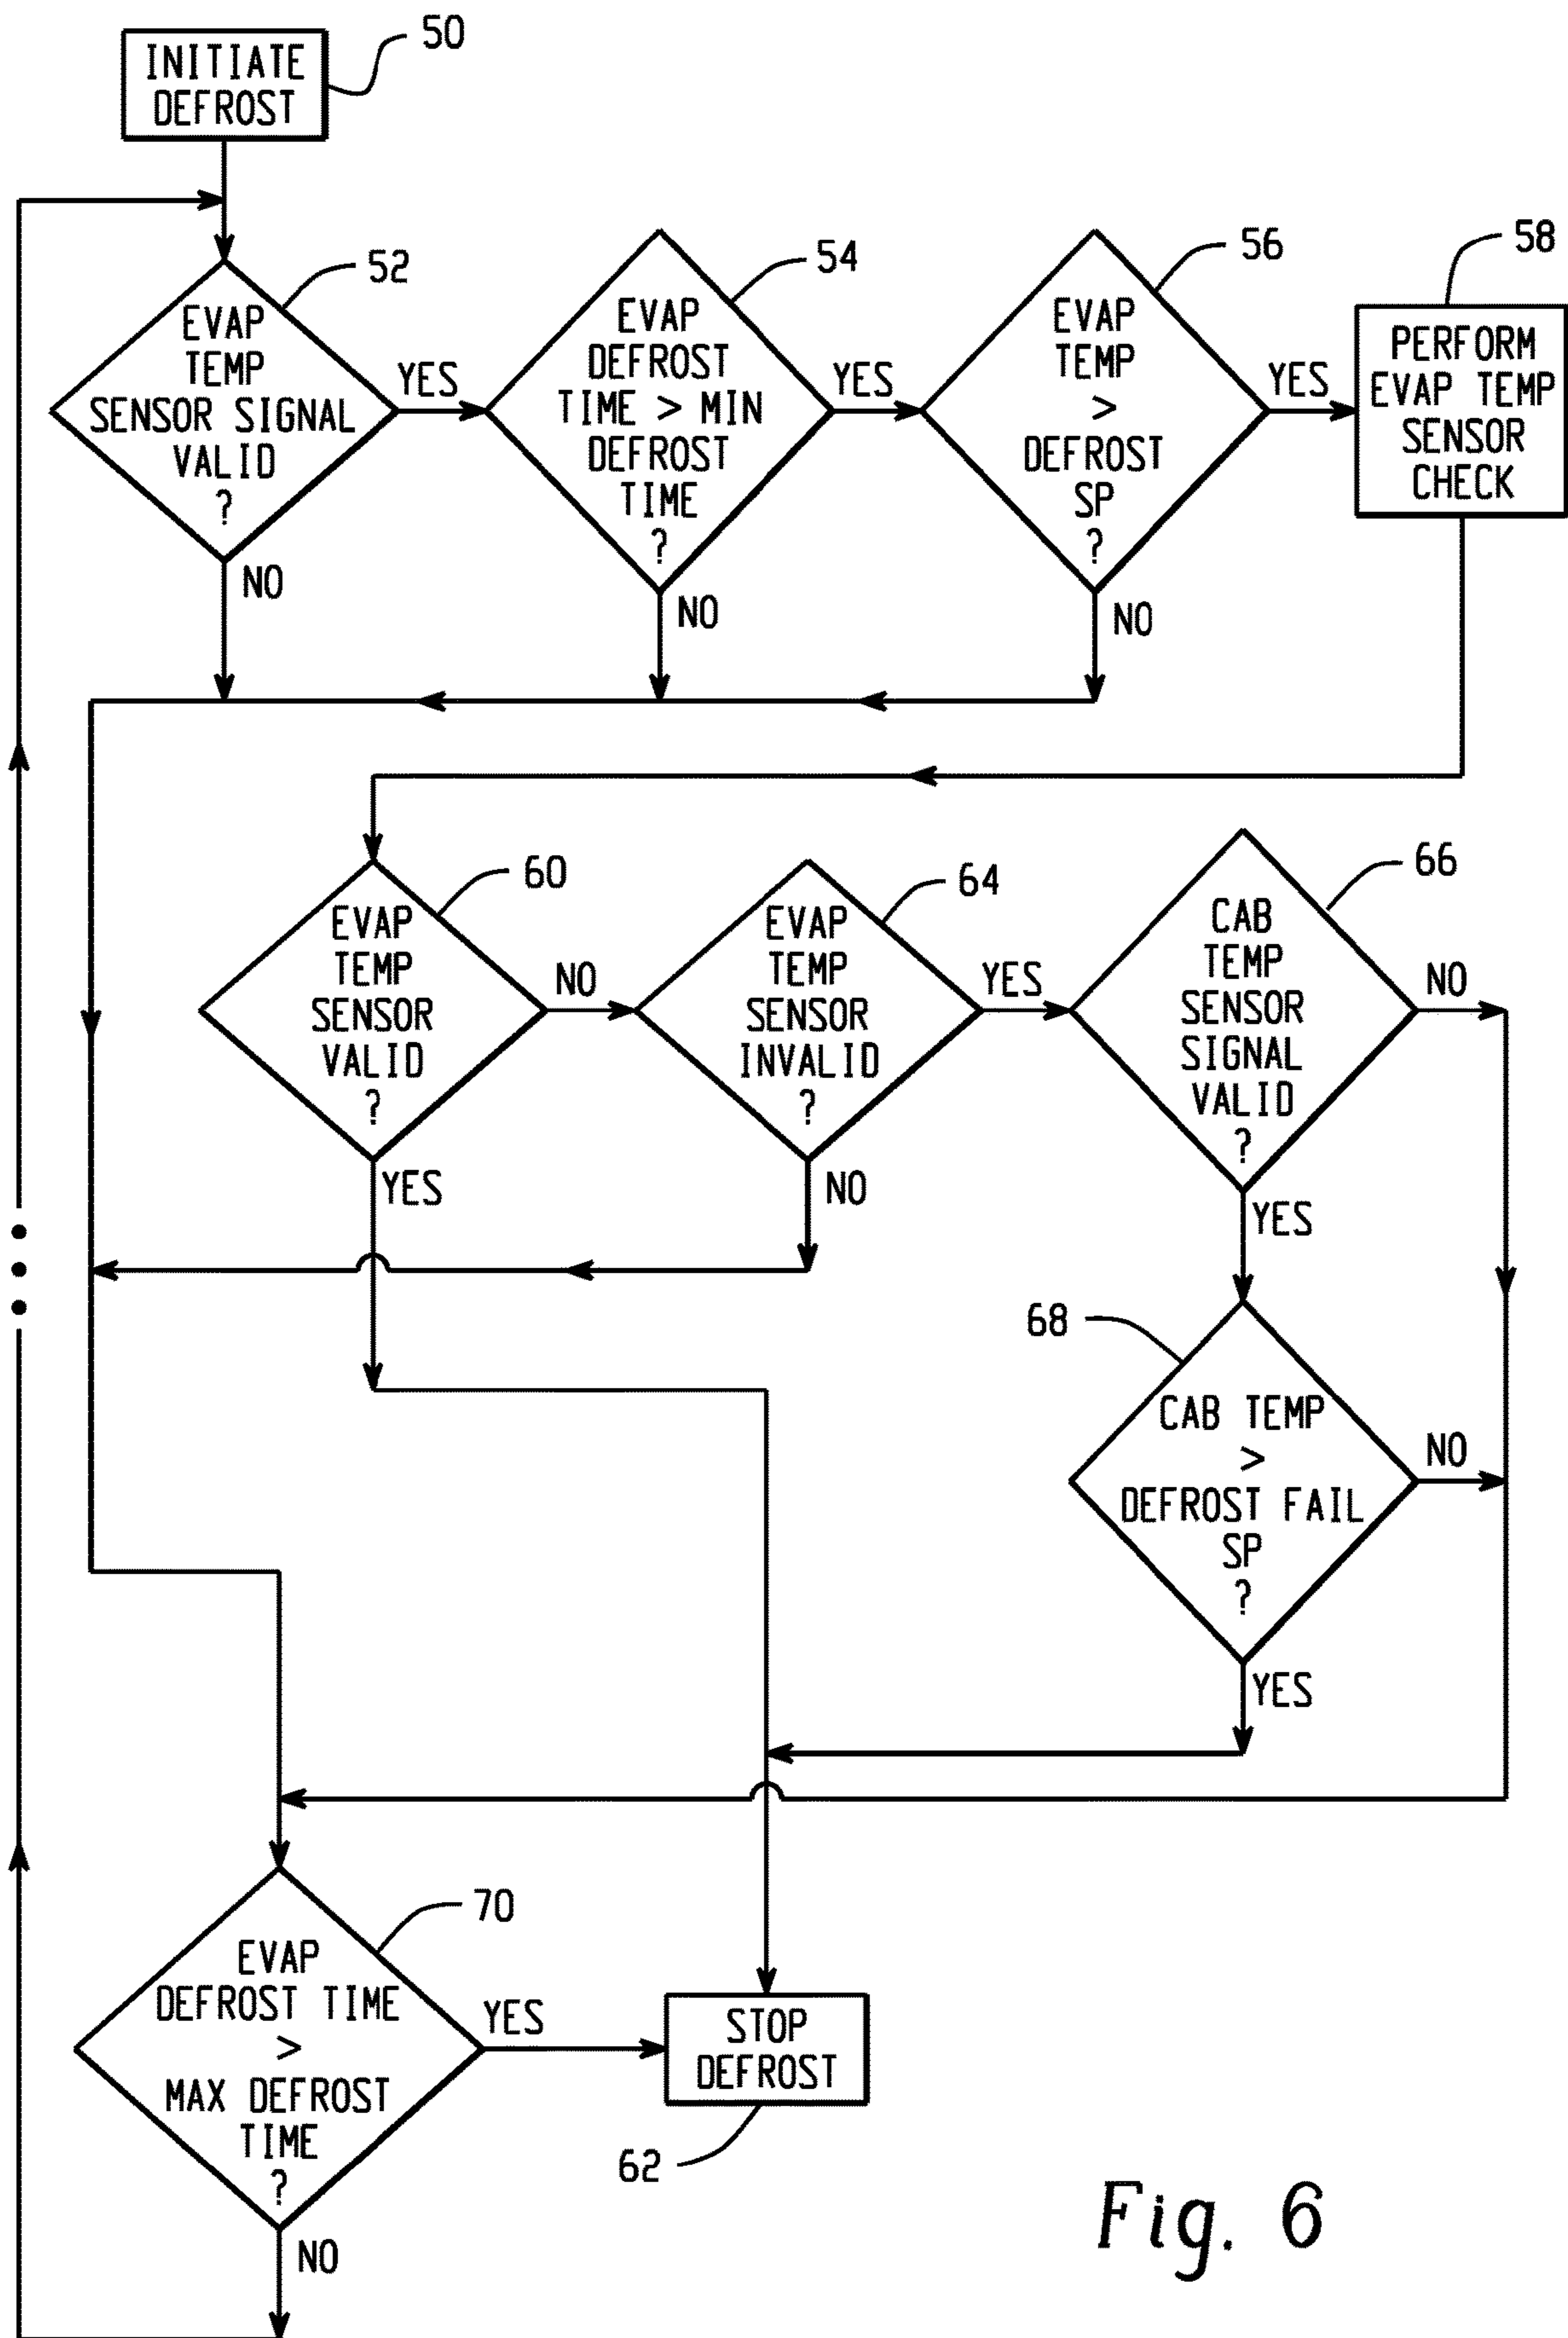 50
INITIATE
DEFROST
52
EVAP
TEMP
SENSOR SIGNAL
VALID
?
YES
NO
54
EVAP
DEFROST
TIME > MIN
DEFROST
TIME
?
YES
NO
56
EVAP
TEMP
>
DEFROST
SP
?
YES
NO
58
PERFORM
EVAP TEMP
SENSOR
CHECK
60
EVAP
TEMP
SENSOR
VALID
?
NO
YES
64
EVAP
TEMP
SENSOR
INVALID
?
YES
NO
66
CAB
TEMP
SENSOR
SIGNAL
VALID
?
NO
YES
68
CAB TEMP
>
DEFROST FAIL
SP
?
NO
YES
70
EVAP
DEFROST TIME
>
MAX DEFROST
TIME
?
YES
NO
STOP
DEFROST
62
Fig. 6